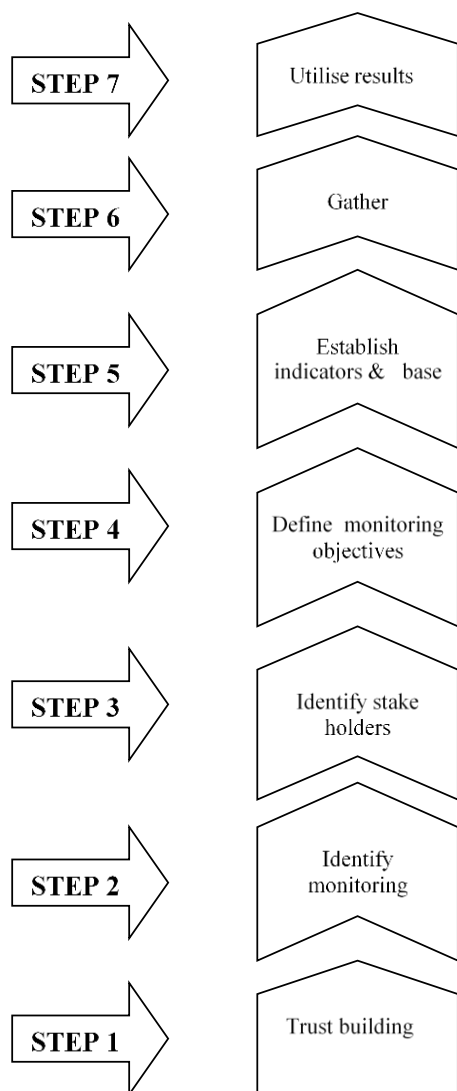 STEP 7
Utilise results
STEP 6
Gather
STEP 5
Establish
indicators & base
STEP 4
Define monitoring
objectives
STEP 3
Identify stake
holders
STEP 2
Identify
monitoring
STEP 1
Trust building